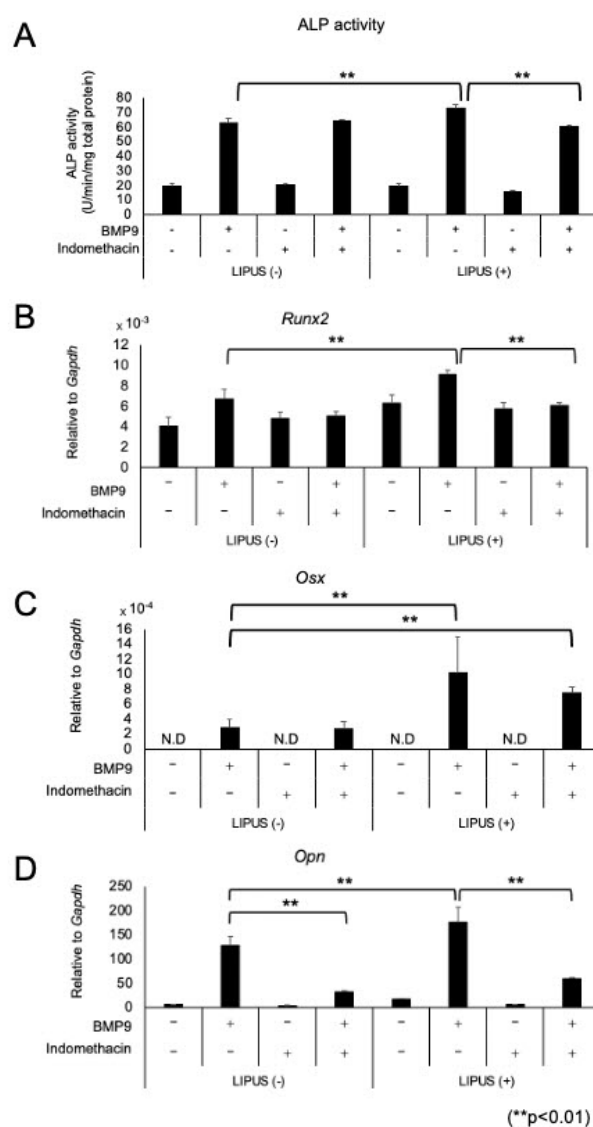 A
ALP activity
** **
ALP activity
(U/min/mg total protein)
80
70
60
50
40
30
20
10
0
BMP9 - + - + - + - +
Indomethacin - - + + - - + +
LIPUS (-) LIPUS (+)
B
x 10-3
Runx2
** **
Relative to Gapdh
12
10
8
6
4
2
0
− + − + − + − + BMP9
Indomethacin − − + + − − + +
LIPUS (-) LIPUS (+)
C
Osx
x 10-4
**
**
Relative to Gapdh
16
14
12
10
8
6
4
2
0
N.D N.D N.D N.D
BMP9 − + − + − + − +
Indomethacin − − + + − − + +
LIPUS (-) LIPUS (+)
D
Opn
** **
**
Relative to Gapdh
250
200
150
100
50
0
BMP9 − + − + − + − +
Indomethacin − − + + − − + +
LIPUS (-) LIPUS (+)
(**p<0.01)